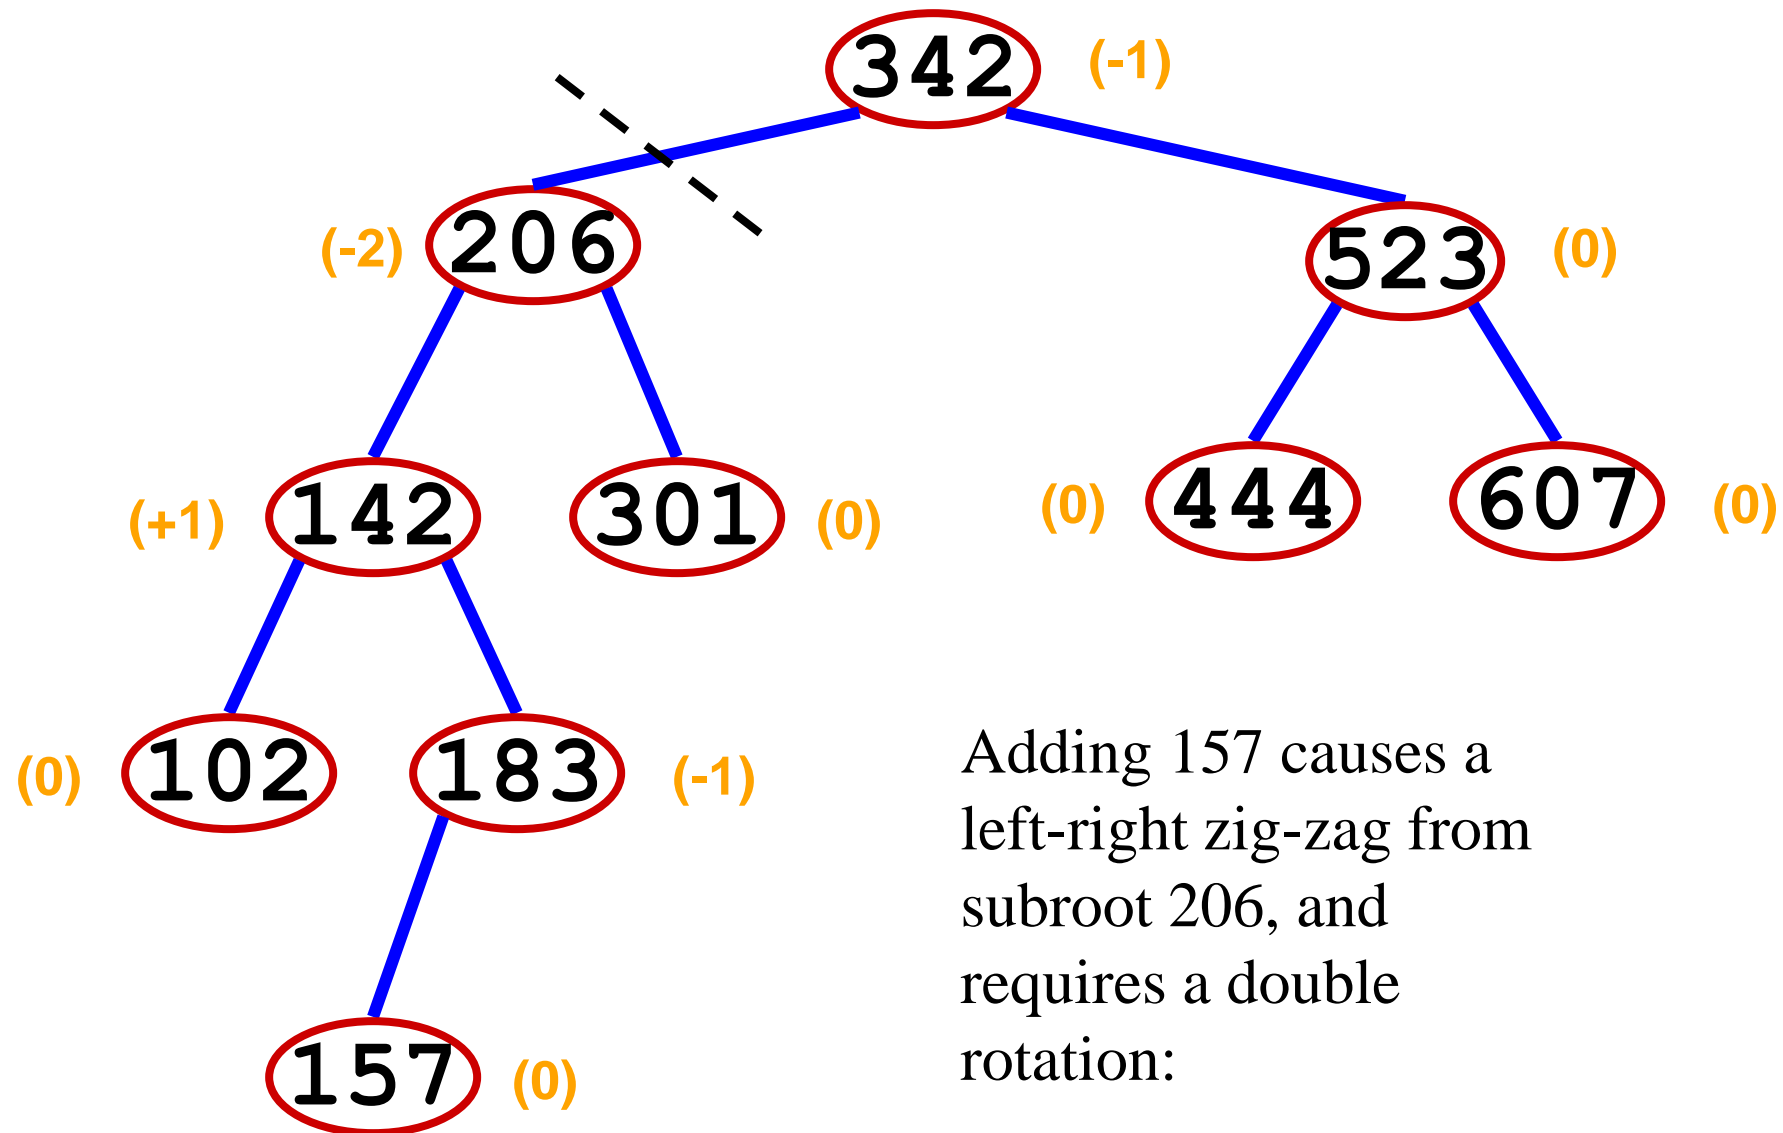 342 (-1)
(-2) 206
523 (0)
(+1) 142
301 (0)
(0) 444
607 (0)
(0) 102
183 (-1)
157 (0)
Adding 157 causes a
left-right zig-zag from
subroot 206, and
requires a double
rotation: